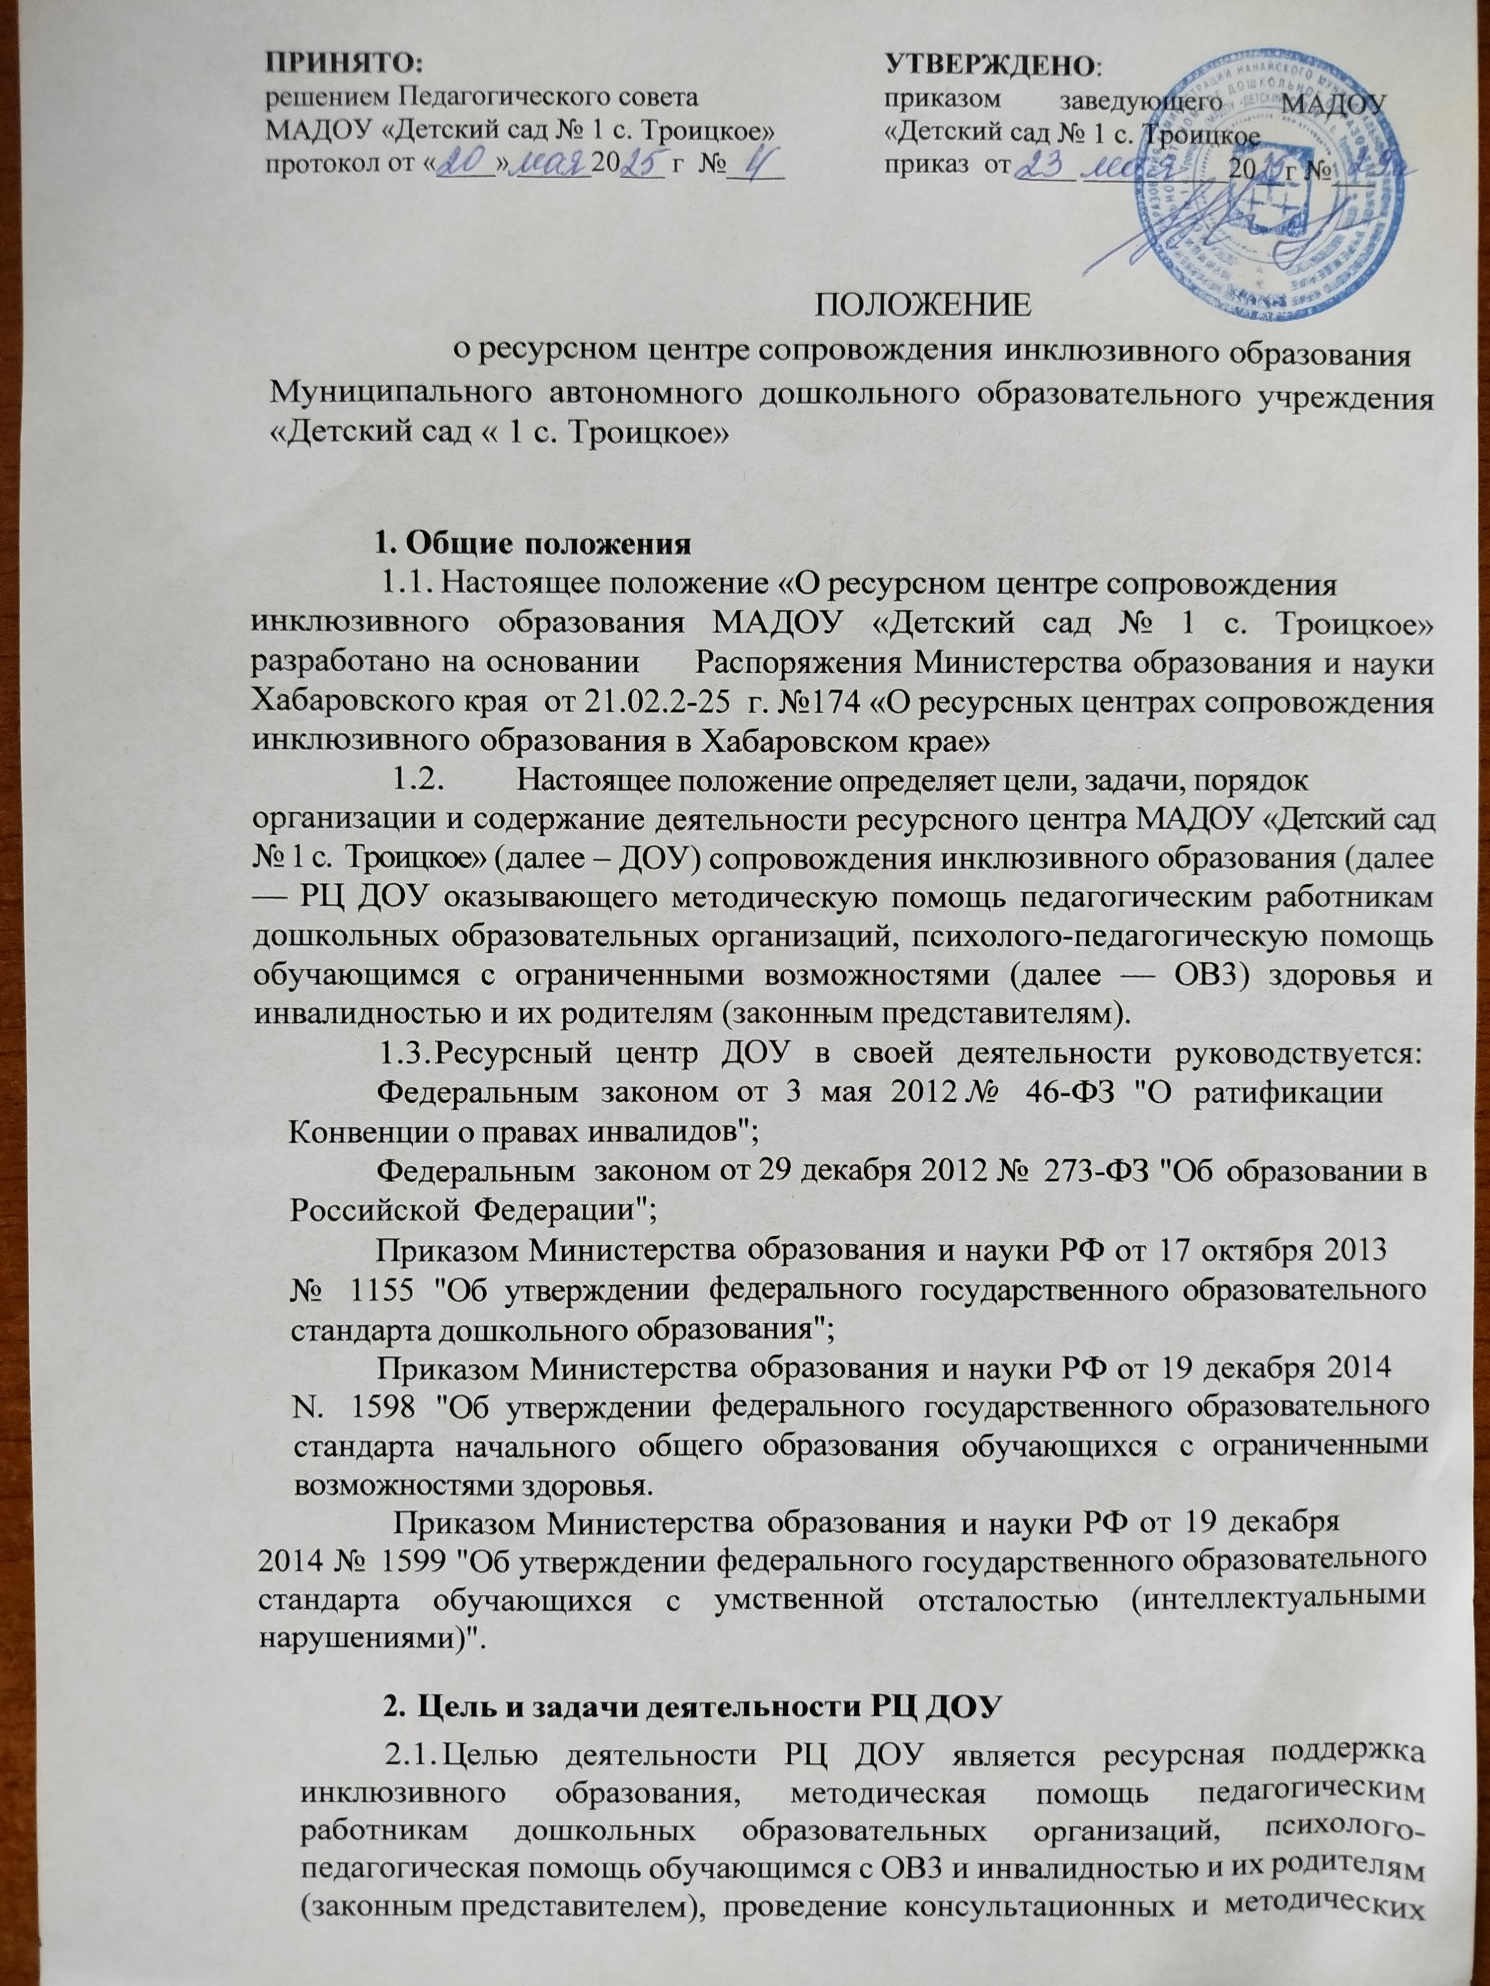 ПРИНЯТО:
решением Педагогического совета
МАДОУ «Детский сад № 1 с. Троицкое»
протокол от «20» мая 2025 г №4
УТВЕРЖДЕНО:
приказом заведующего МАДОУ
«Детский сад № 1 с. Троицкое
приказ от 23 мая 2025 г №
ПОЛОЖЕНИЕ
о ресурсном центре сопровождения инклюзивного образования
Муниципального автономного дошкольного образовательного учреждения
«Детский сад « 1 с. Троицкое»
1. Общие положения
1.1. Настоящее положение «О ресурсном центре сопровождения
инклюзивного образования МАДОУ «Детский сад № 1 с. Троицкое»
разработано на основании Распоряжения Министерства образования и науки
Хабаровского края от 21.02.2-25 г. №174 «О ресурсных центрах сопровождения
инклюзивного образования в Хабаровском крае»
1.2. Настоящее положение определяет цели, задачи, порядок
организации и содержание деятельности ресурсного центра МАДОУ «Детский сад
№ 1 с. Троицкое» (далее – ДОУ) сопровождения инклюзивного образования (далее
— РЦ ДОУ оказывающего методическую помощь педагогическим работникам
дошкольных образовательных организаций, психолого-педагогическую помощь
обучающимся с ограниченными возможностями (далее — ОВЗ) здоровья и
инвалидностью и их родителям (законным представителям).
1.3.Ресурсный центр ДОУ в своей деятельности руководствуется:
Федеральным законом от 3 мая 2012 № 46-ФЗ "О ратификации
Конвенции о правах инвалидов";
Федеральным законом от 29 декабря 2012 № 273-ФЗ "Об образовании в
Российской Федерации";
Приказом Министерства образования и науки РФ от 17 октября 2013
№ 1155 "Об утверждении федерального государственного образовательного
стандарта дошкольного образования";
Приказом Министерства образования и науки РФ от 19 декабря 2014
N. 1598 "Об утверждении федерального государственного образовательного
стандарта начального общего образования обучающихся с ограниченными
возможностями здоровья.
Приказом Министерства образования и науки РФ от 19 декабря
2014 № 1599 "Об утверждении федерального государственного образовательного
стандарта обучающихся с умственной отсталостью (интеллектуальными
нарушениями)".
2. Цель и задачи деятельности РЦ ДОУ
2.1.Целью деятельности РЦ ДОУ является ресурсная поддержка
инклюзивного образования, методическая помощь педагогическим
работникам дошкольных образовательных организаций, психолого-
педагогическая помощь обучающимся с ОВЗ и инвалидностью и их родителям
(законным представителем), проведение консультационных и методических